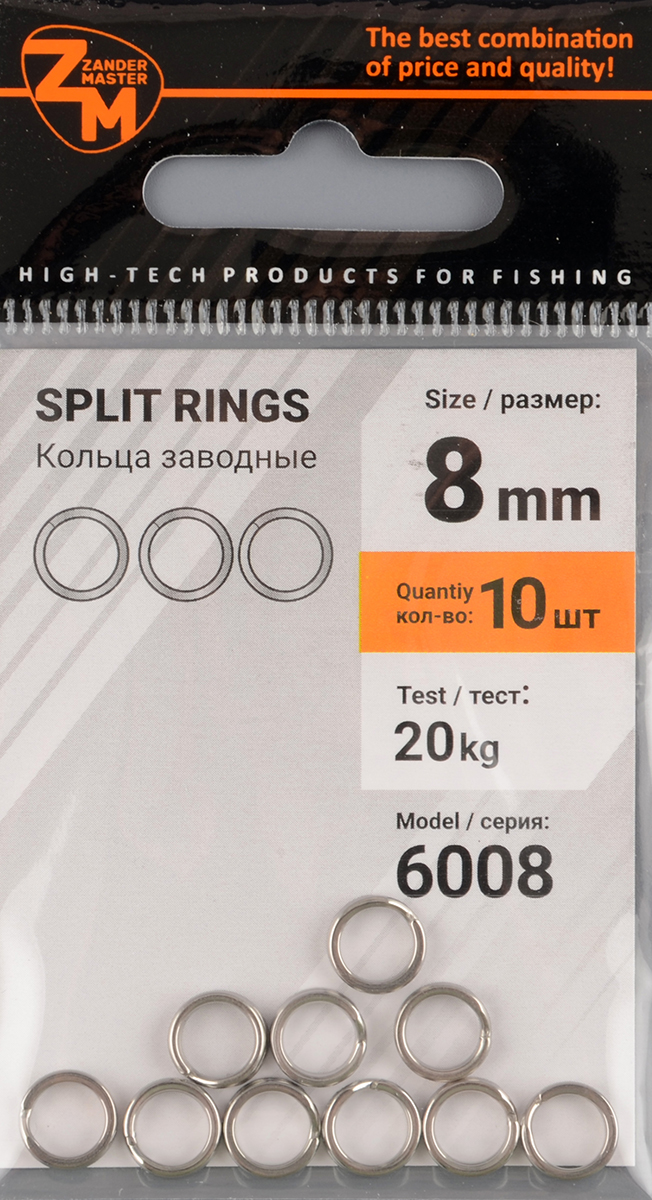 ZM ZANDER
MASTER
The best combination
of price and quality!
HIGH-TECH PRODUCTS FOR FISHING
SPLIT RINGS
Кольца заводные
Size / размер:
8 mm
Quantiy
кол-во: 10 шт
Test / тест:
20kg
Model / серия:
6008